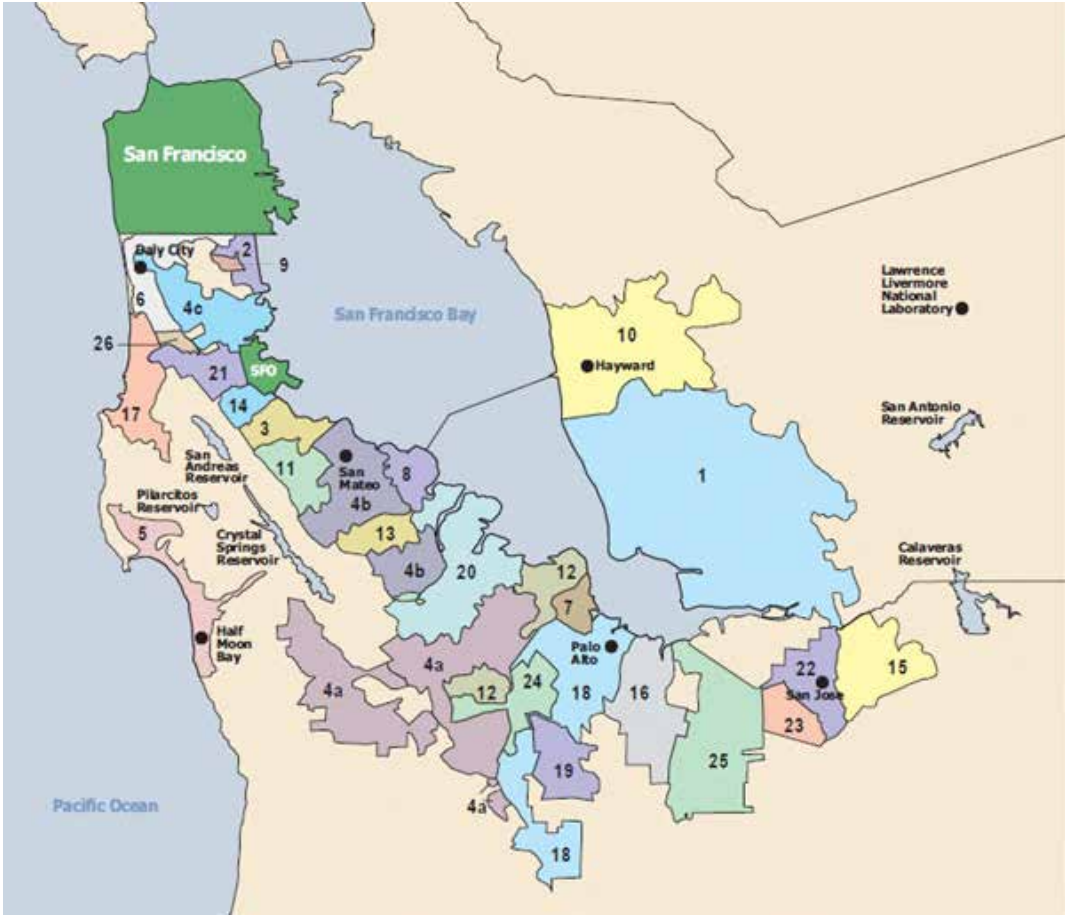 San Francisco
Daly City
2
9
6
4c
26
21
SFO
14
17
3
San Francisco Bay
10
Hayward
Lawrence
Livermore
National
Laboratory
San Antonio
Reservoir
1
San
Andreas
Reservoir
11
San
Mateo
8
4b
Pilarcitos
Reservoir
5
Crystal
Springs
Reservoir
13
4b
20
12
7
Calaveras
Reservoir
Half
Moon
Bay
4a
4a
12
24
Palo
Alto
18
16
22
San Jose
15
23
19
25
4a
Pacific Ocean
18